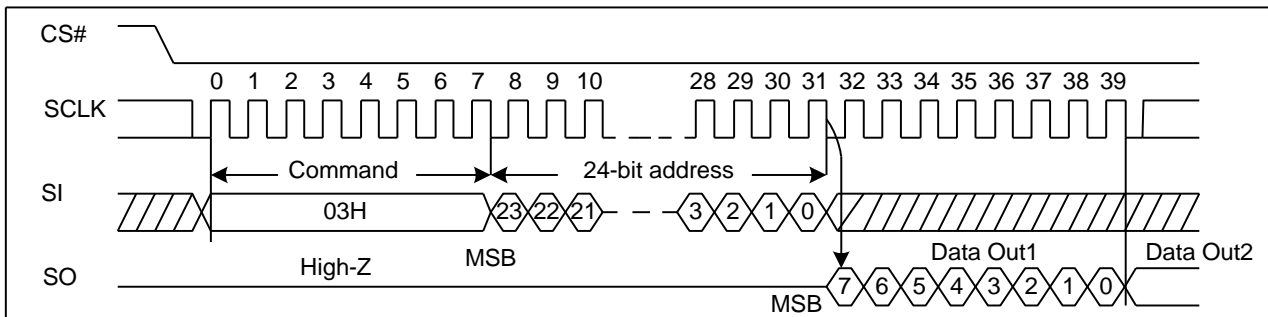 CS#
0 1 2 3 4 5 6 7 8 9 10 28 29 30 31 32 33 34 35 36 37 38 39
SCLK
Command 24-bit address
SI
03H 23 22 21 3 2 1 0
High-Z MSB Data Out1 Data Out2
SO
MSB 7 6 5 4 3 2 1 0